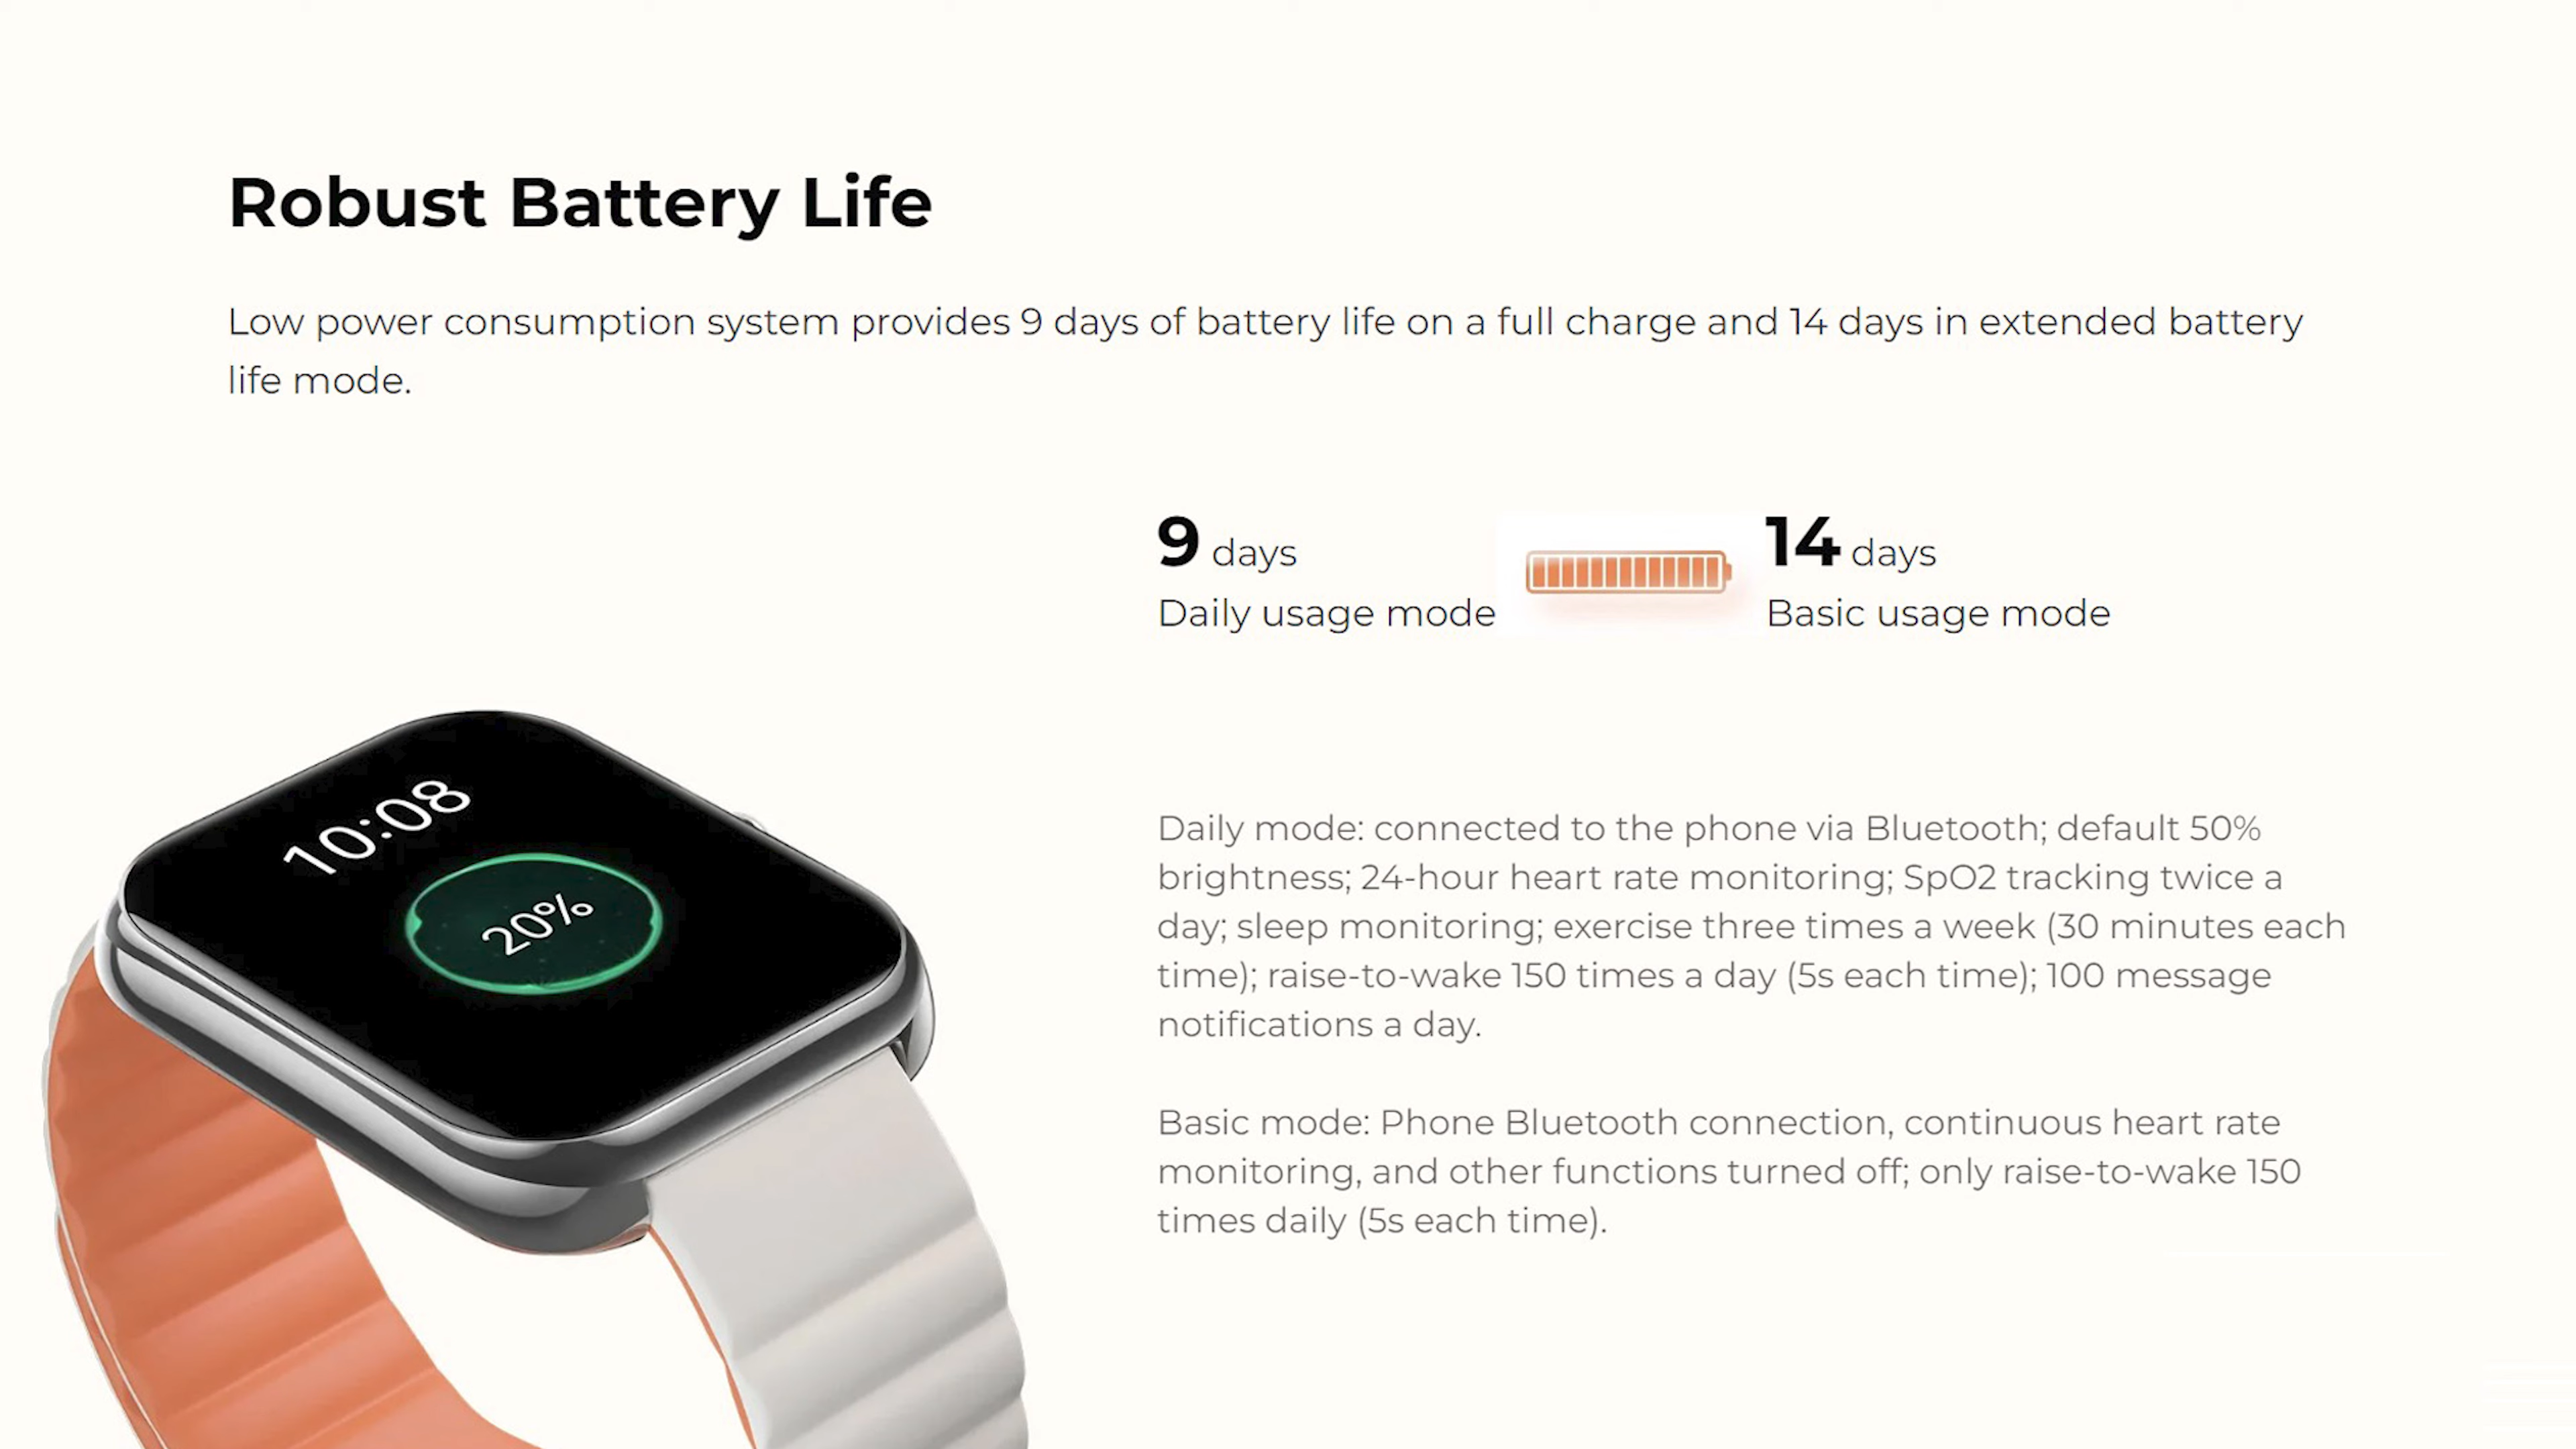 Robust Battery Life
Low power consumption system provides 9 days of battery life on a full charge and 14 days in extended battery
life mode.
9 days
Daily usage mode
14 days
Basic usage mode
10:08
20%
Daily mode: connected to the phone via Bluetooth; default 50%
brightness; 24-hour heart rate monitoring; SpO2 tracking twice a
day; sleep monitoring; exercise three times a week (30 minutes each
time); raise-to-wake 150 times a day (5s each time); 100 message
notifications a day.
Basic mode: Phone Bluetooth connection, continuous heart rate
monitoring, and other functions turned off; only raise-to-wake 150
times daily (5s each time).